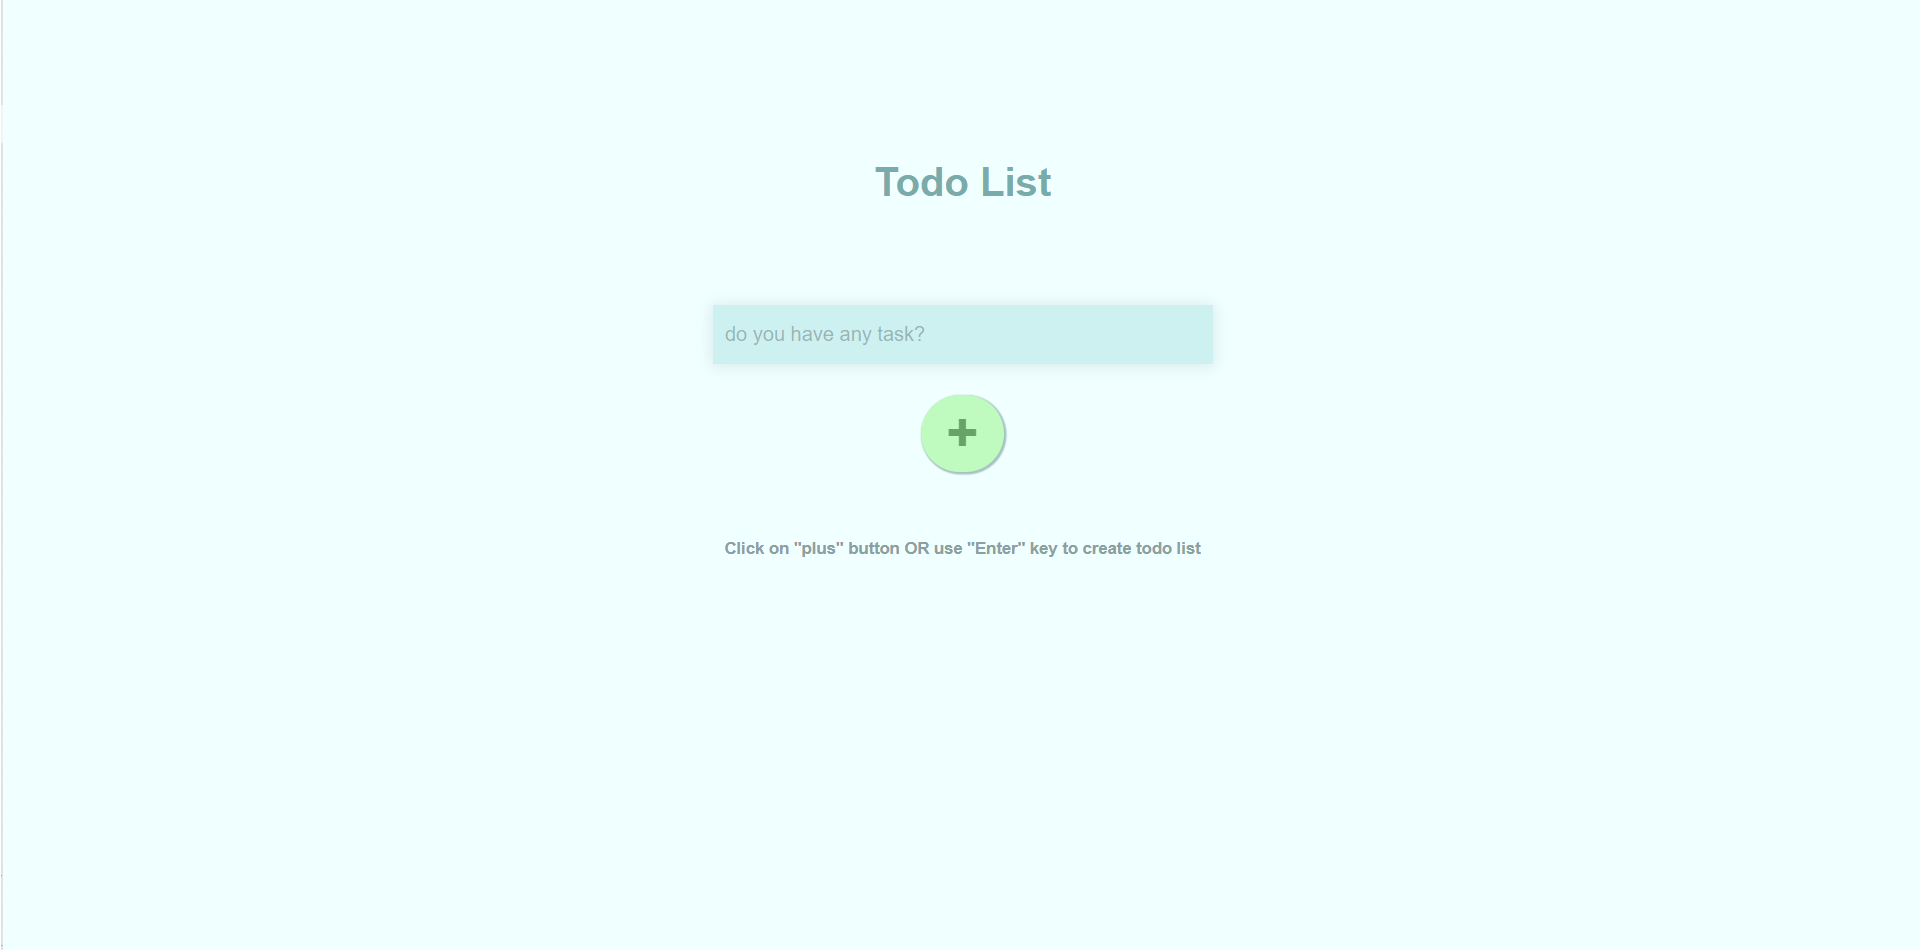 Todo List
do you have any task?
+
Click on "plus" button OR use "Enter" key to create todo list